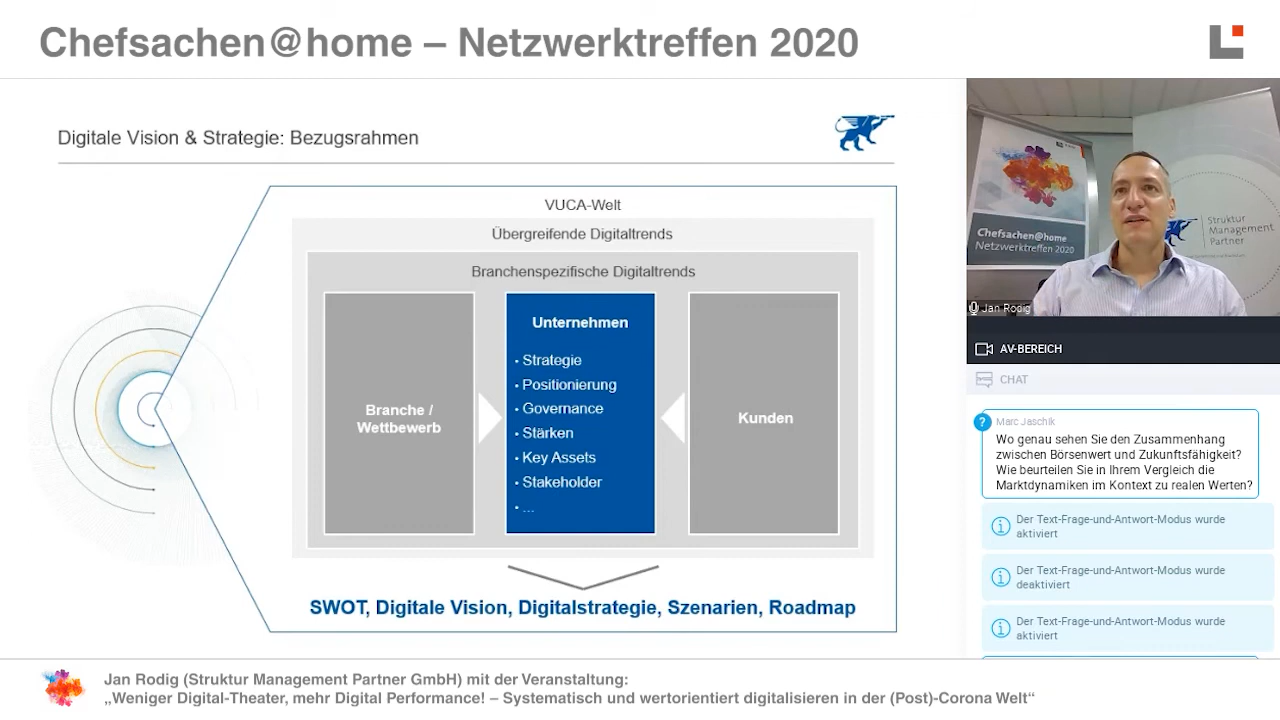 Chefsachen@home – Netzwerktreffen 2020
Digitale Vision & Strategie: Bezugsrahmen
VUCA-Welt
Übergreifende Digitaltrends
Branchenspezifische Digitaltrends
Branche /
Wettbewerb
Unternehmen
• Strategie
• Positionierung
• Governance
• Stärken
• Key Assets
• Stakeholder
• ...
Kunden
SWOT, Digitale Vision, Digitalstrategie, Szenarien, Roadmap
Chefsachen@home
Netzwerktreffen 2020
Struktur
Management
Partner
Jan Rodig
AV-BEREICH
CHAT
?
Marc Jaschik
Wo genau sehen Sie den Zusammenhang
zwischen Börsenwert und Zukunftsfähigkeit?
Wie beurteilen Sie in Ihrem Vergleich die
Marktdynamiken im Kontext zu realen Werten?
Der Text-Frage-und-Antwort-Modus wurde
aktiviert
Der Text-Frage-und-Antwort-Modus wurde
deaktiviert
Der Text-Frage-und-Antwort-Modus wurde
aktiviert
Jan Rodig (Struktur Management Partner GmbH) mit der Veranstaltung:
„Weniger Digital-Theater, mehr Digital Performance! – Systematisch und wertorientiert digitalisieren in der (Post)-Corona Welt“